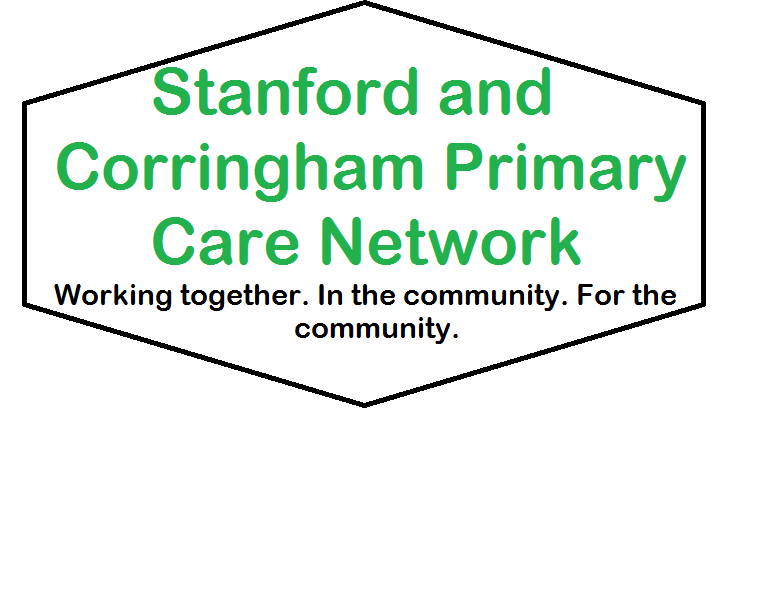 Stanford and
Corringham Primary
Care Network
Working together. In the community. For the
community.